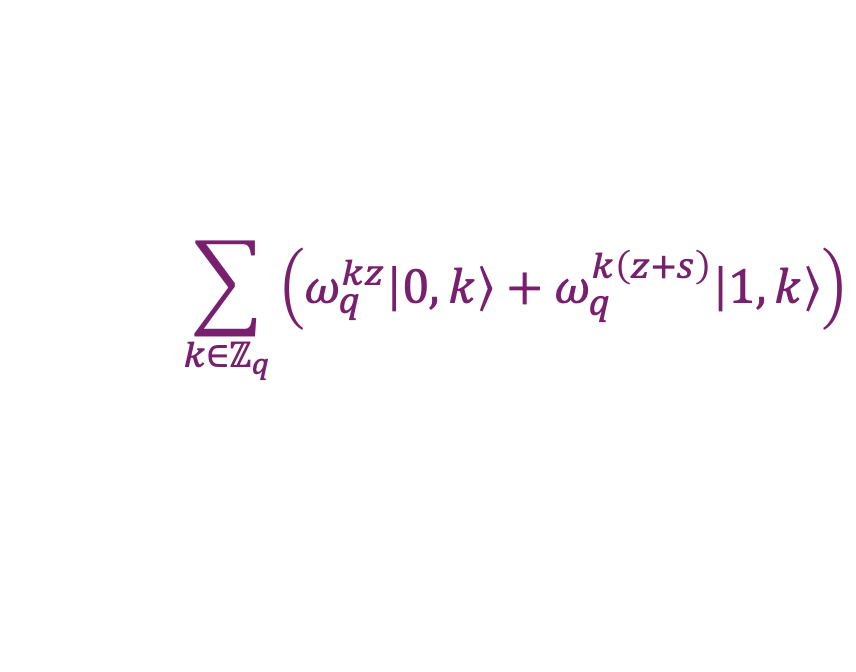 ∑_{k∈ℤ_q} (ω_q^{kz}|0, k⟩ + ω_q^{k(z+s)}|1, k⟩)